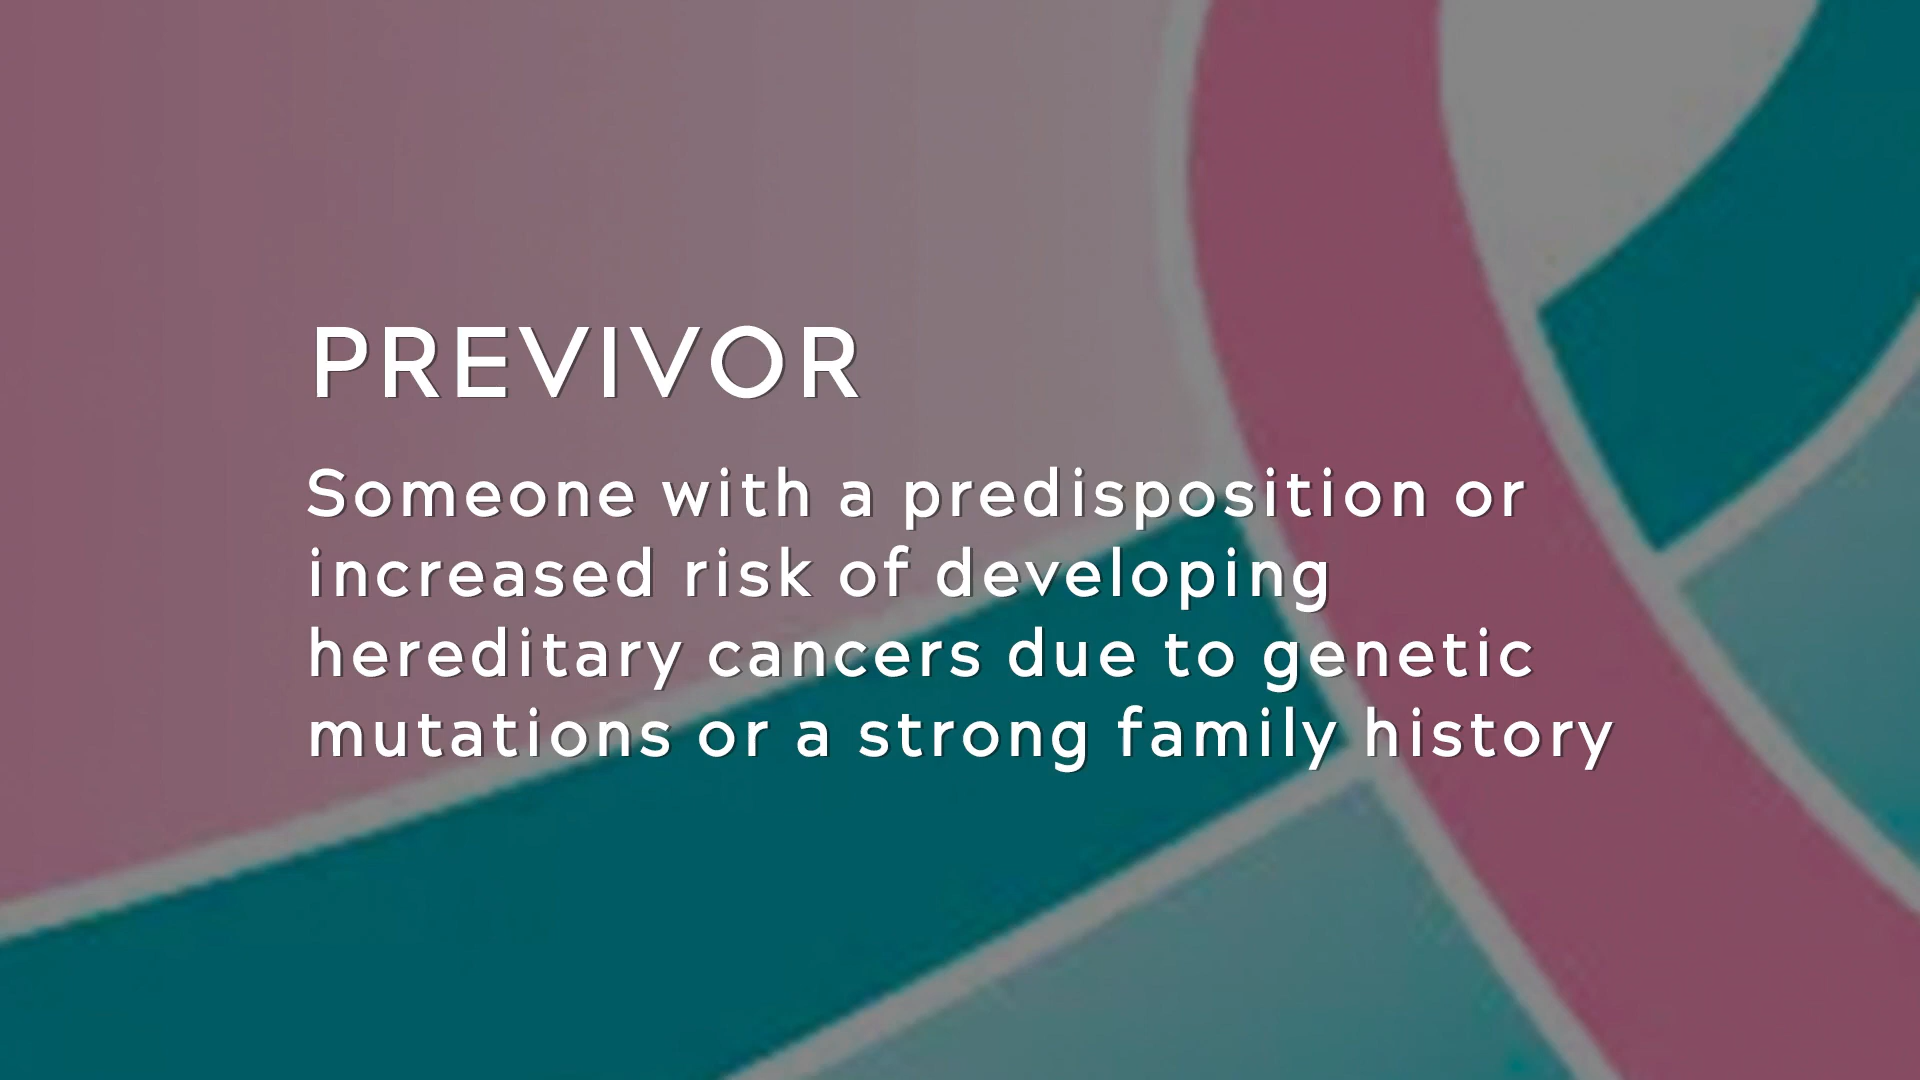 PREVIVOR
Someone with a predisposition or
increased risk of developing
hereditary cancers due to genetic
mutations or a strong family history